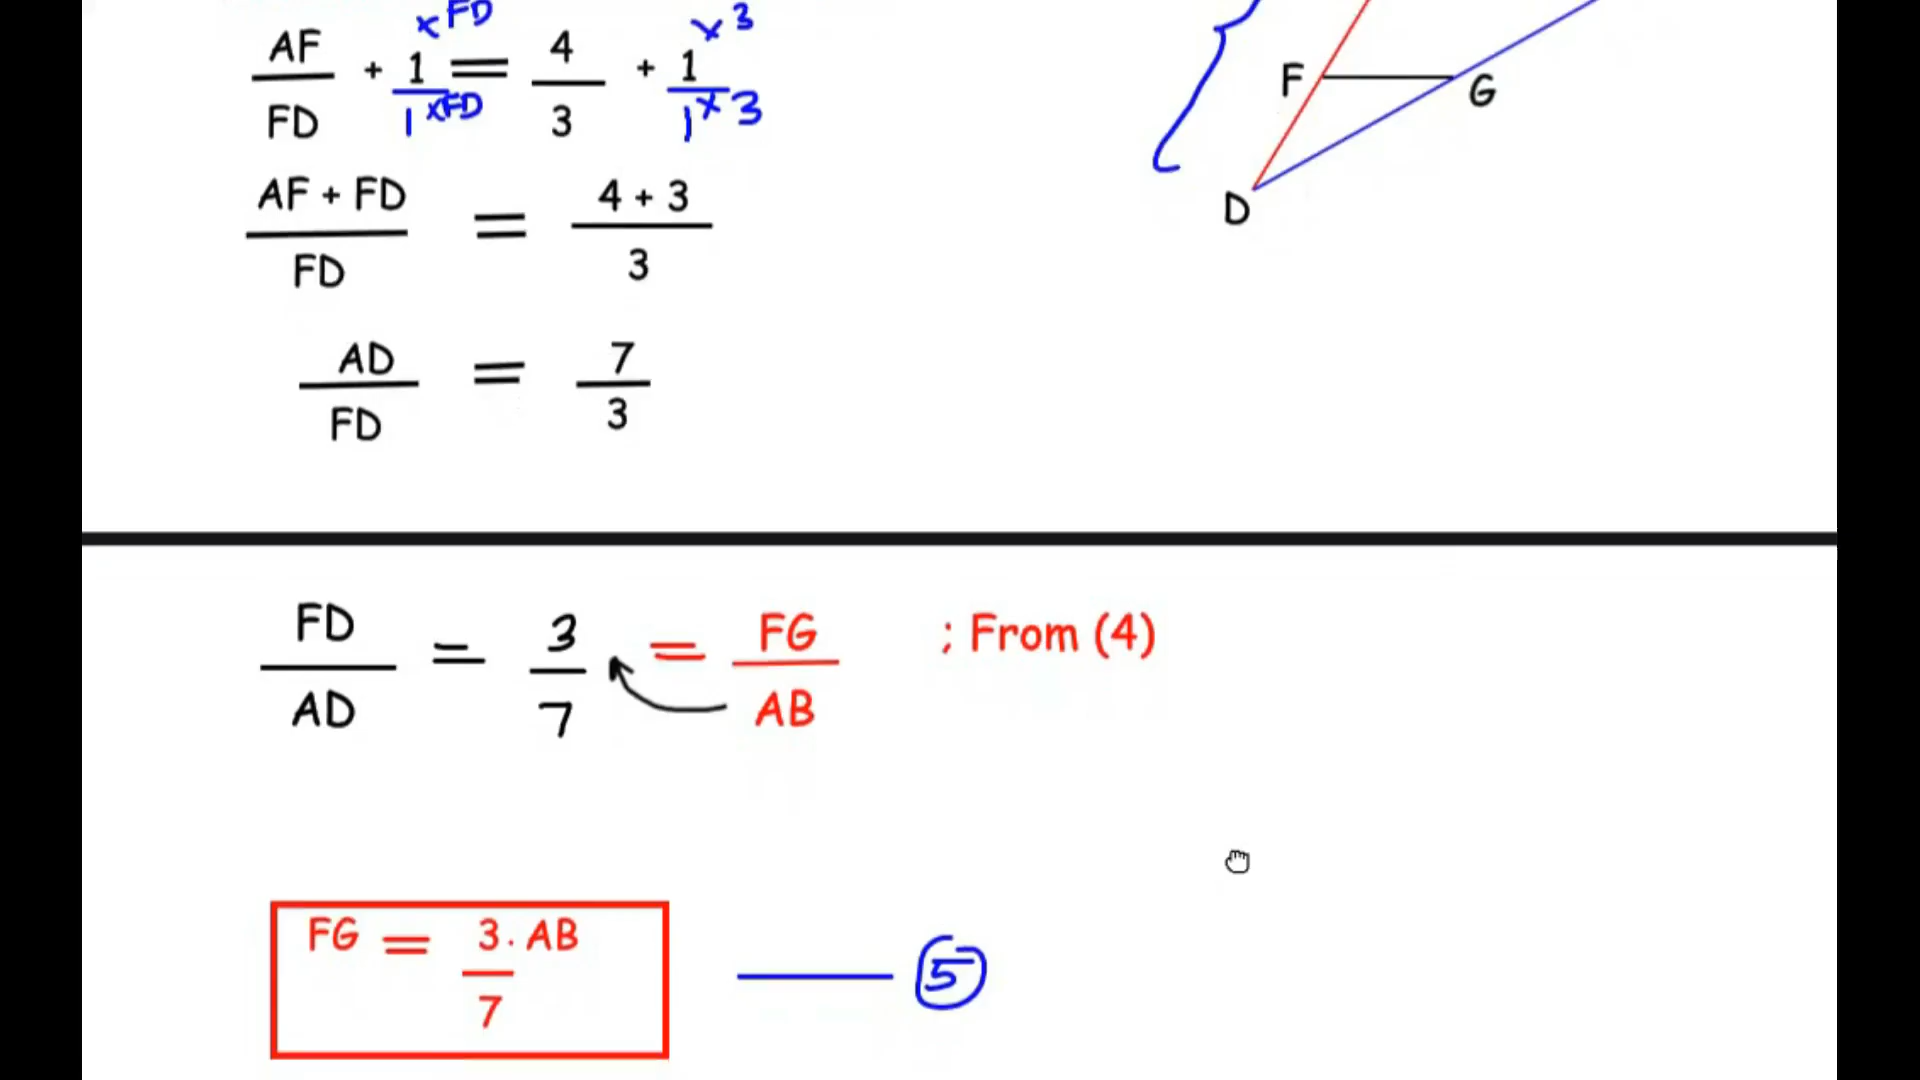 AF/FD + 1/1 ×FD ×FD = 4/3 + 1/1 ×3 ×3
F
G
D
AF + FD/FD = 4 + 3/3
AD/FD = 7/3
FD/AD = 3/7 = FG/AB ; From (4)
FG = 3/7 . AB
5